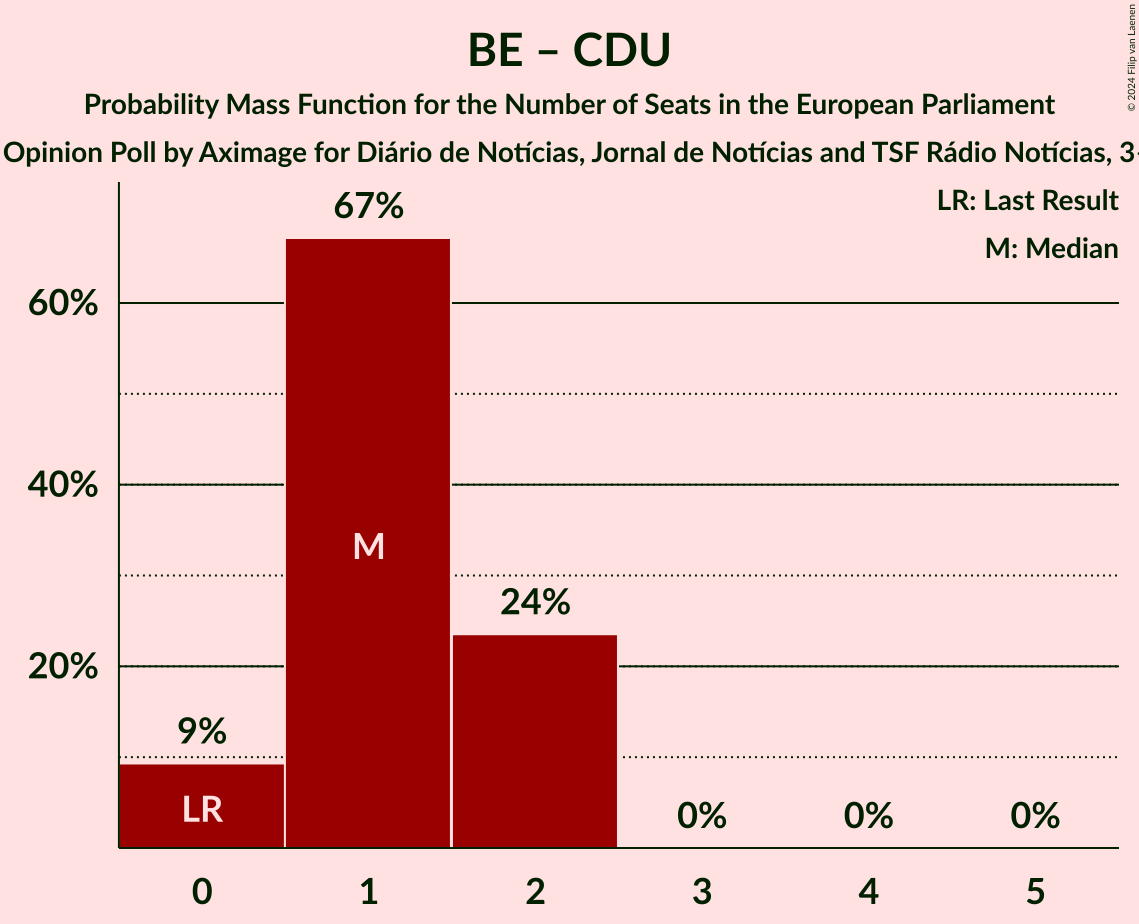 BE – CDU
Probability Mass Function for the Number of Seats in the European Parliament
Opinion Poll by Aximage for Diário de Notícias, Jornal de Notícias and TSF Rádio Notícias, 3-
© 2024 Filip van Laenen
LR: Last Result
M: Median
67%
60%
40%
M
24%
20%
9%
LR
0% 0% 0%
0 1 2 3 4 5